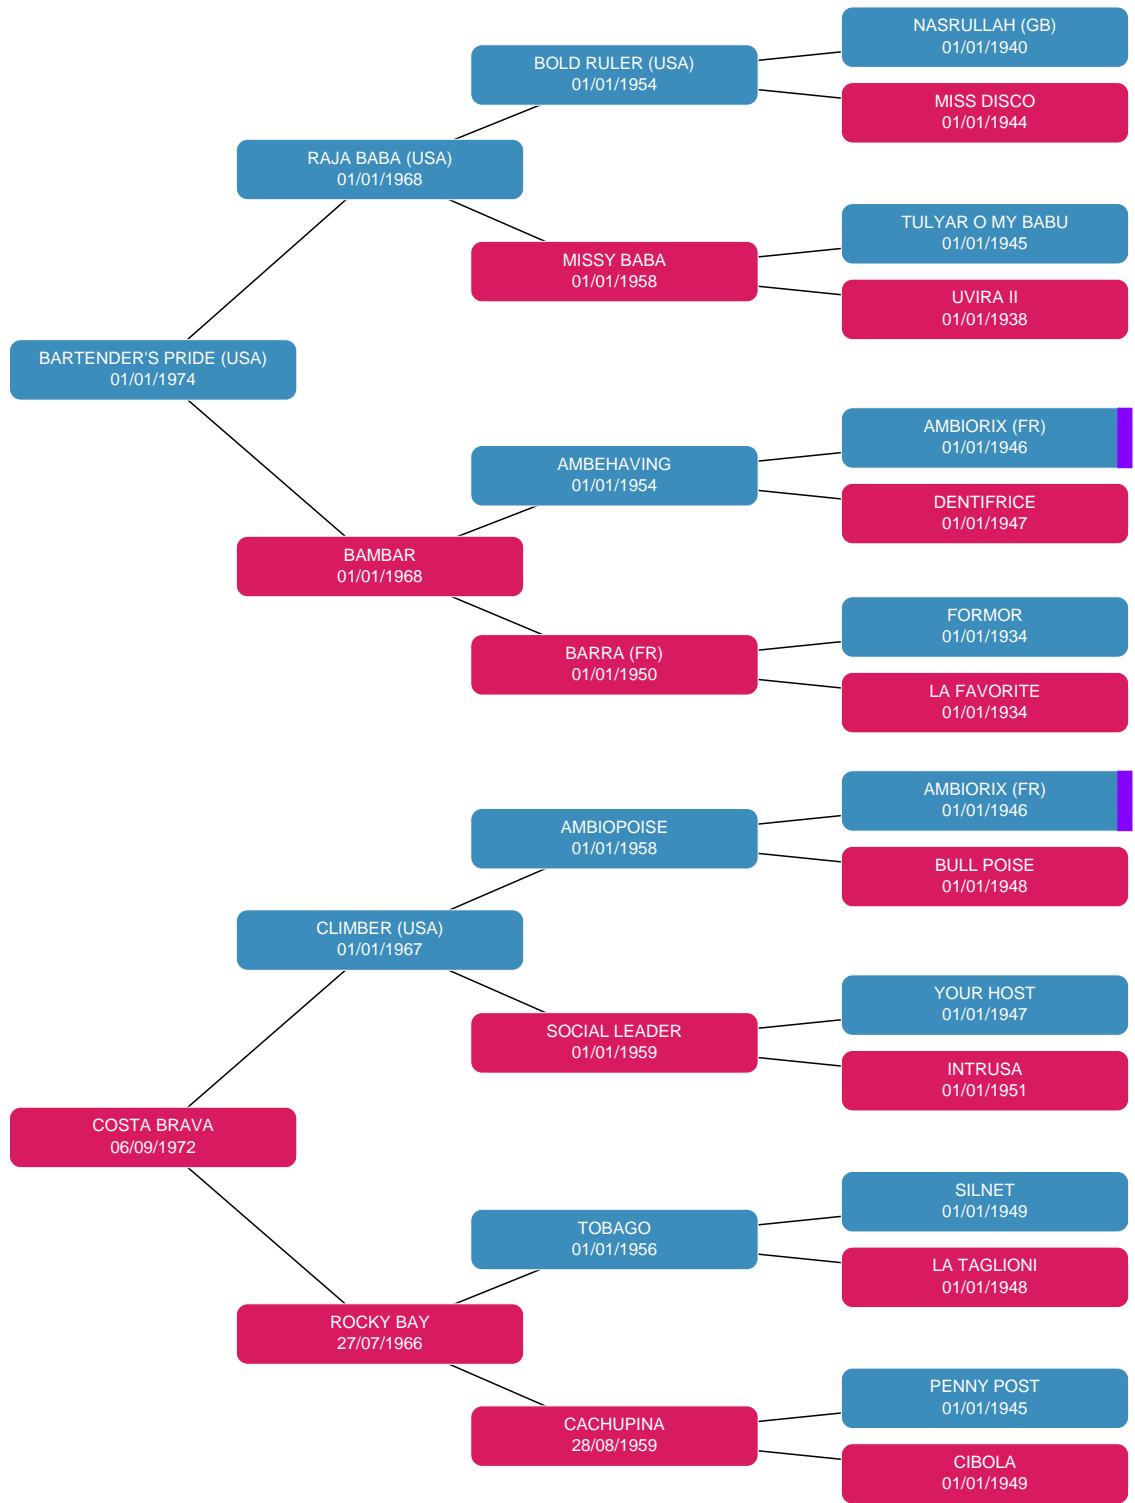 NASRULLAH (GB)
01/01/1940
BOLD RULER (USA)
01/01/1954
MISS DISCO
01/01/1944
RAJA BABA (USA)
01/01/1968
TULYAR O MY BABU
01/01/1945
MISSY BABA
01/01/1958
UVIRA II
01/01/1938
BARTENDER'S PRIDE (USA)
01/01/1974
AMBIORIX (FR)
01/01/1946
AMBEHAVING
01/01/1954
DENTIFRICE
01/01/1947
BAMBAR
01/01/1968
FORMOR
01/01/1934
BARRA (FR)
01/01/1950
LA FAVORITE
01/01/1934
AMBIORIX (FR)
01/01/1946
AMBIOPOISE
01/01/1958
BULL POISE
01/01/1948
CLIMBER (USA)
01/01/1967
YOUR HOST
01/01/1947
SOCIAL LEADER
01/01/1959
INTRUSA
01/01/1951
COSTA BRAVA
06/09/1972
SILNET
01/01/1949
TOBAGO
01/01/1956
LA TAGLIONI
01/01/1948
ROCKY BAY
27/07/1966
PENNY POST
01/01/1945
CACHUPINA
28/08/1959
CIBOLA
01/01/1949